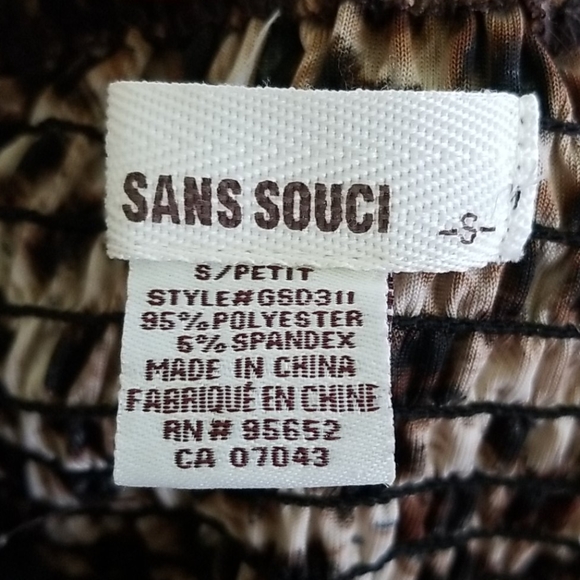 SANS SOUCI
-S-
S/PETIT
STYLE#GSD311
95%POLYESTER
5% SPANDEX
MADE IN CHINA
FABRIQUÉ EN CHINE
RN# 95652
CA 07043